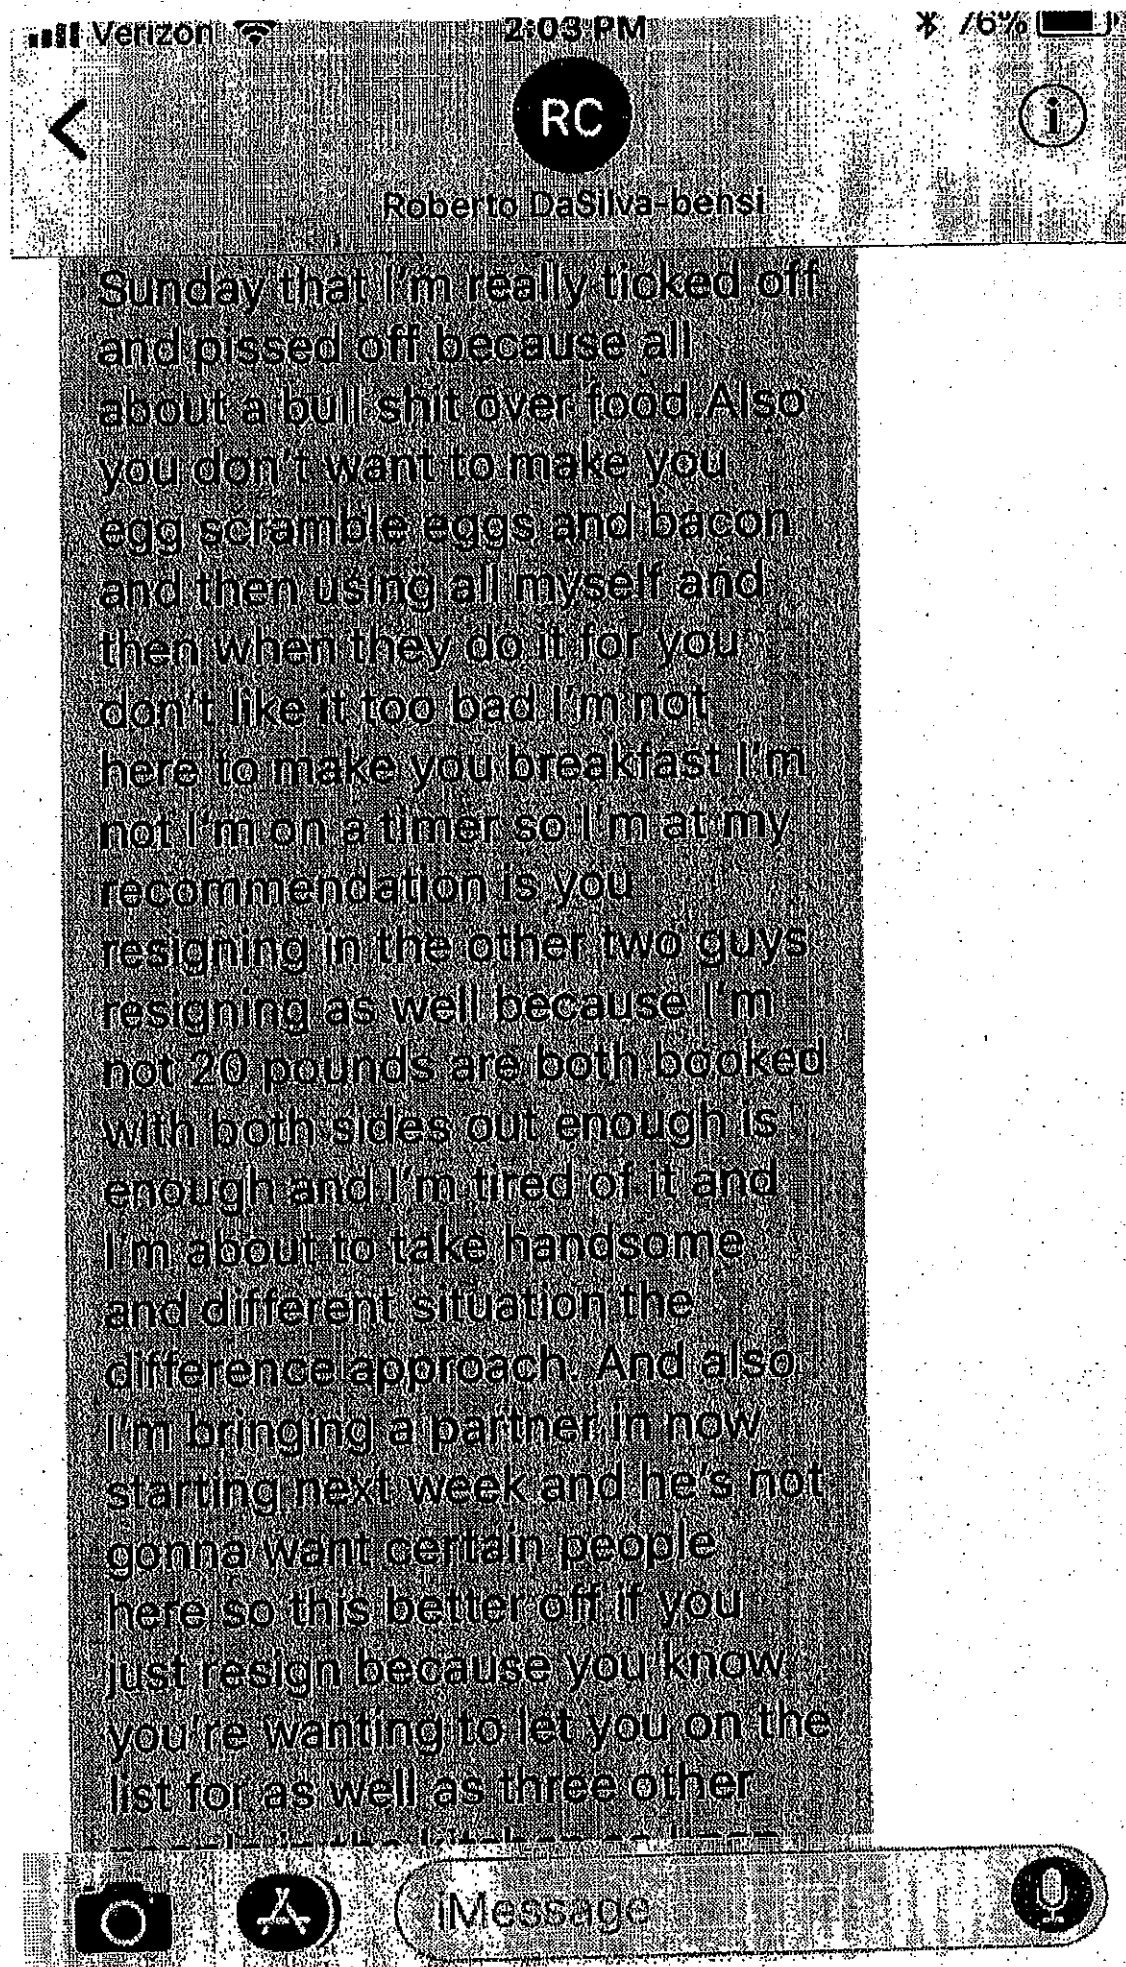 Verizon
2:03 PM
76%
RC
i
Roberto DaSilva-bensi
Sunday that I'm really ticked off
and pissed off because all
about a bull shit over food.Also
you don't want to make you
egg scramble eggs and bacon
and then using all myself and
then when they do it for you
don't like it too bad I'm not
here to make you breakfast I'm
not I'm on a timer so I'm at my
recommendation is you
resigning in the other two guys
resigning as well because I'm
not 20 pounds are both booked
with both sides out enough is
enough and I'm tired of it and
I'm about to take handsome
and different situation the
difference approach. And also
I'm bringing a partner in now
starting next week and he's not
gonna want certain people
here so this better off if you
just resign because you know
you're wanting to let you on the
list for as well as three other
in the kitchen
iMessage